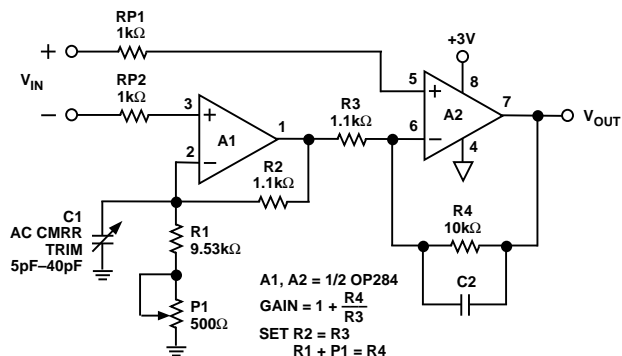 RP1
1kΩ
+
VIN
RP2
1kΩ
−
3
+
A1
1
2
−
R2
1.1kΩ
R3
1.1kΩ
+3V
5
+
8
A2
7
VOUT
6
−
4
C1
AC CMRR
TRIM
5pF–40pF
R1
9.53kΩ
P1
500Ω
R4
10kΩ
C2
A1, A2 = 1/2 OP284
GAIN = 1 + R4/R3
SET R2 = R3
R1 + P1 = R4